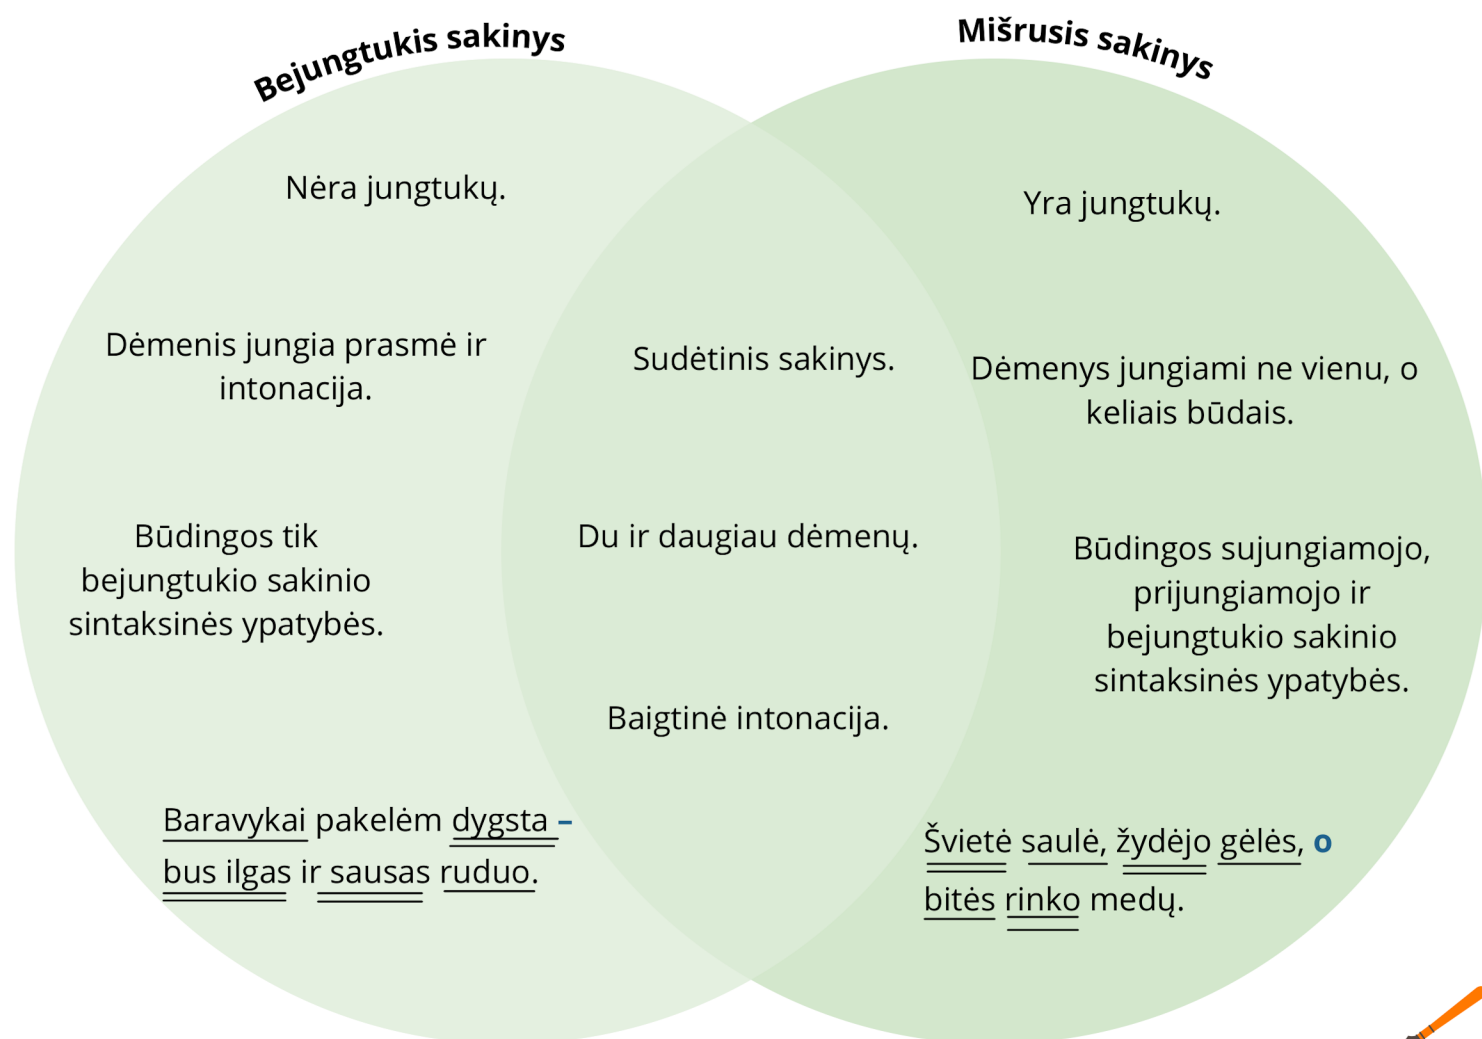 Bejungtukis sakinys
Nėra jungtukų.
Dėmenis jungia prasmė ir
intonacija.
Būdingos tik
bejungtukio sakinio
sintaksinės ypatybės.
Baravykai pakelėm dygsta –
bus ilgas ir sausas ruduo.
Sudėtinis sakinys.
Du ir daugiau dėmenų.
Baigtinė intonacija.
Mišrusis sakinys
Yra jungtukų.
Dėmenys jungiami ne vienu, o
keliais būdais.
Būdingos sujungiamojo,
prijungiamojo ir
bejungtukio sakinio
sintaksinės ypatybės.
Švietė saulė, žydėjo gėlės, o
bitės rinko medų.